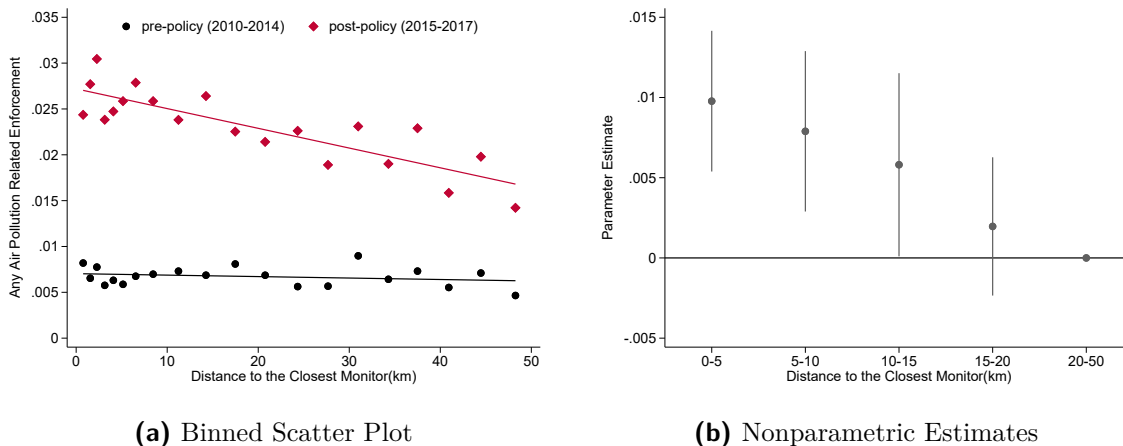 Any Air Pollution Related Enforcement
.035
.03
.025
.02
.015
.01
.005
0
pre-policy (2010-2014) post-policy (2015-2017)
0 10 20 30 40 50
Distance to the Closest Monitor(km)
(a) Binned Scatter Plot
Parameter Estimate
.015
.01
.005
0
-.005
0-5 5-10 10-15 15-20 20-50
Distance to the Closest Monitor(km)
(b) Nonparametric Estimates